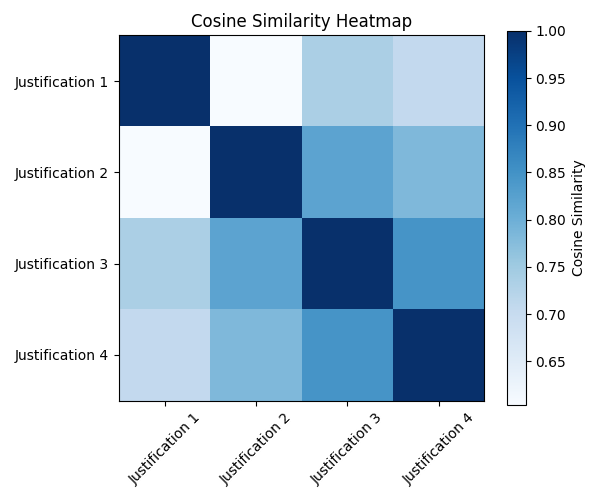 Cosine Similarity Heatmap
Justification 1
Justification 2
Justification 3
Justification 4
Justification 1
Justification 2
Justification 3
Justification 4
1.00
0.95
0.90
0.85
0.80
0.75
0.70
0.65
Cosine Similarity